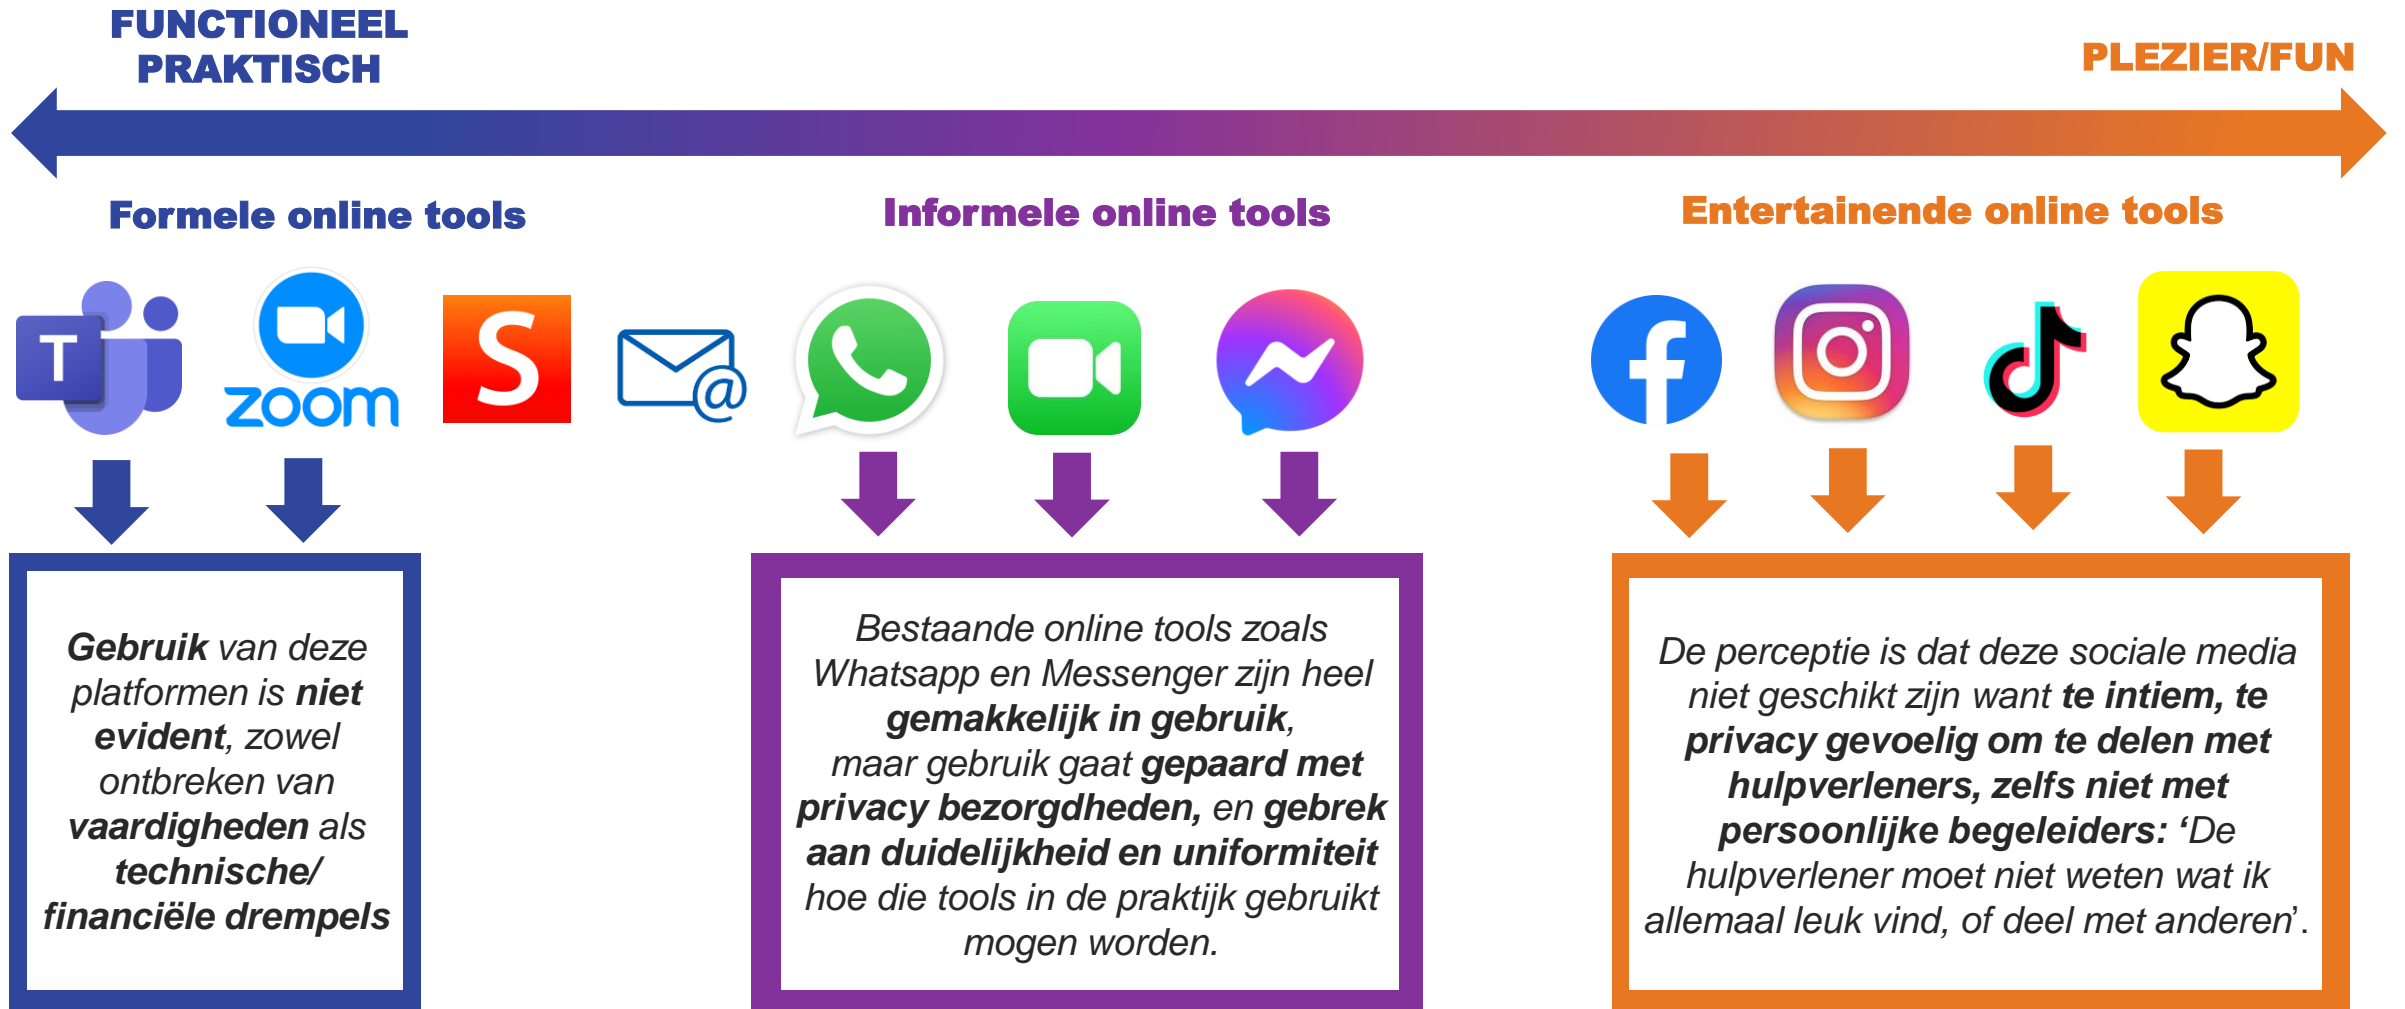 FUNCTIONEEL
PRAKTISCH
PLEZIER/FUN
Formele online tools
Informele online tools
Entertainende online tools
T
zoom
S
@
Gebruik van deze
platformen is niet
evident, zowel
ontbreken van
vaardigheden als
technische/
financiële drempels
Bestaande online tools zoals
Whatsapp en Messenger zijn heel
gemakkelijk in gebruik,
maar gebruik gaat gepaard met
privacy bezorgdheden, en gebrek
aan duidelijkheid en uniformiteit
hoe die tools in de praktijk gebruikt
mogen worden.
De perceptie is dat deze sociale media
niet geschikt zijn want te intiem, te
privacy gevoelig om te delen met
hulpverleners, zelfs niet met
persoonlijke begeleiders: ‘De
hulpverlener moet niet weten wat ik
allemaal leuk vind, of deel met anderen’.